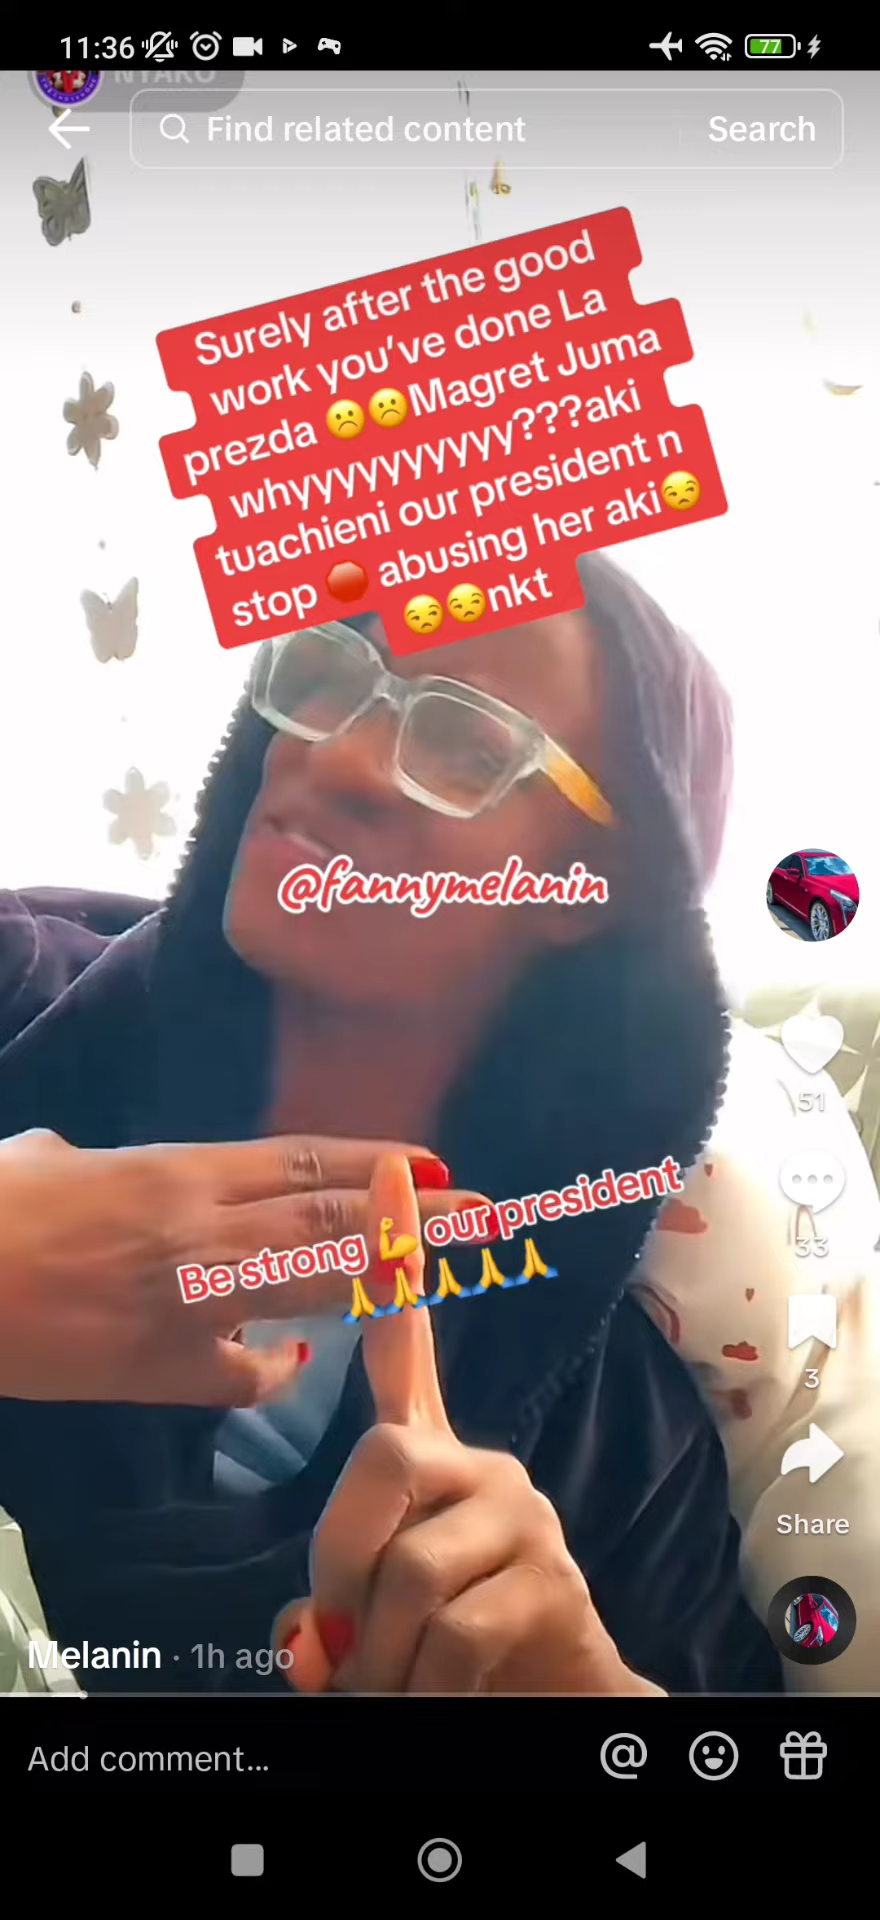 11:36
77
NYAKO
Find related content
Search
Surely after the good
work you've done La
prezda ☹️☹️Magret Juma
whyyyyyyyyyy???aki
tuachieni our president n
stop 🛑 abusing her aki😒
😒😒nkt
@fannymelanin
51
Be strong 💪 our president
🙏🙏🙏🙏🙏
33
3
Share
Melanin · 1h ago
Add comment...